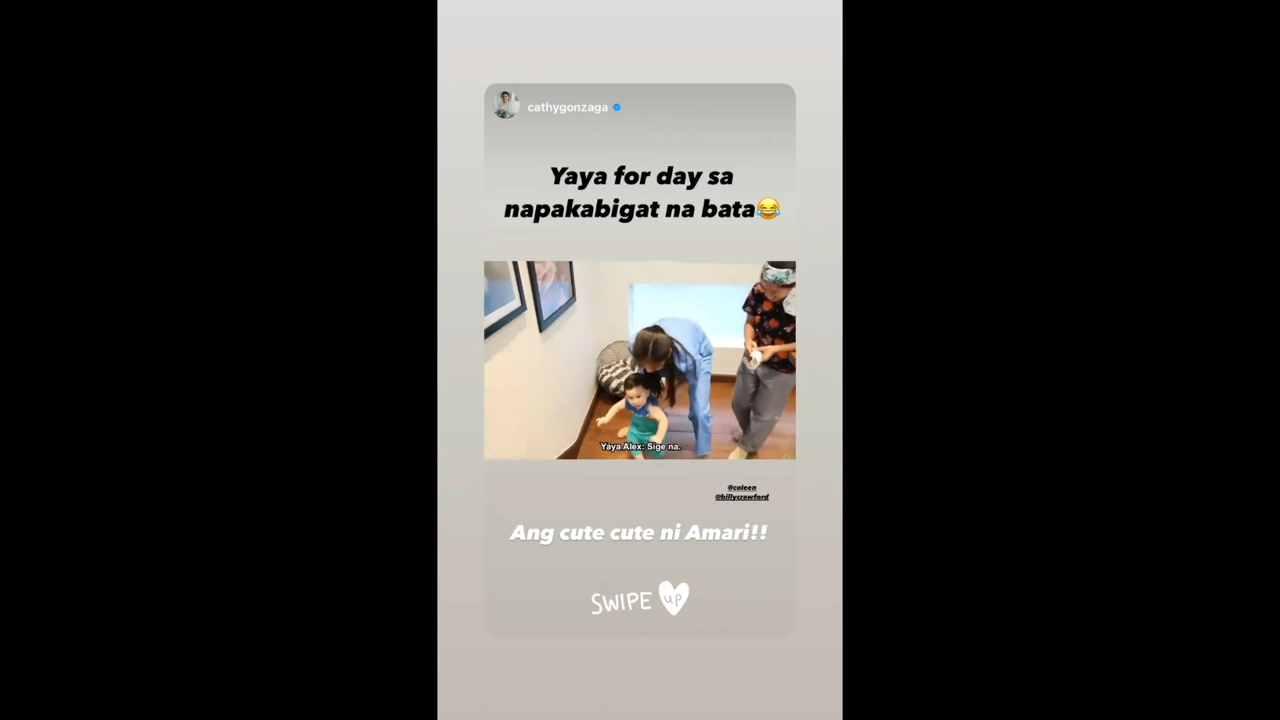 cathygonzaga
Yaya for day sa
napakabigat na bata😂
Yaya Alex: Sige na.
@coleen
@billycrawford
Ang cute cute ni Amari!!
SWIPE up